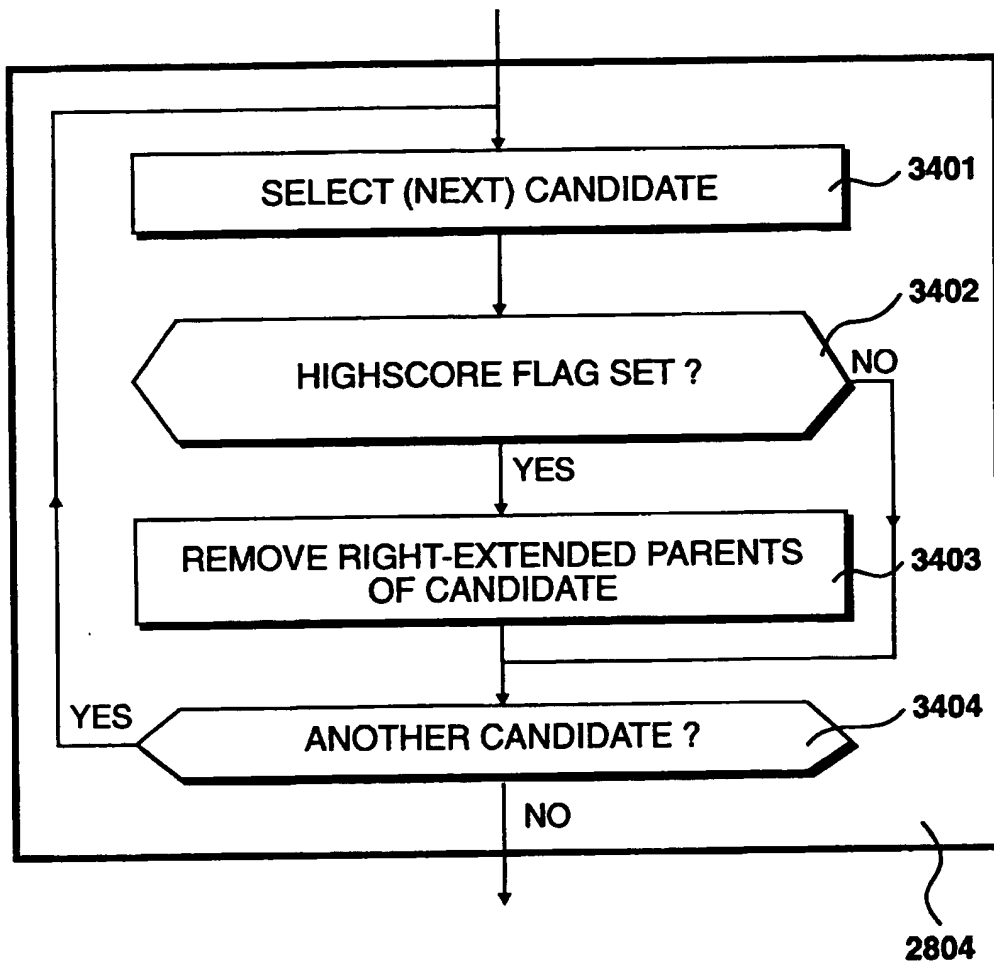 SELECT (NEXT) CANDIDATE
3401
3402
HIGHSCORE FLAG SET ?
NO
YES
REMOVE RIGHT-EXTENDED PARENTS
OF CANDIDATE
3403
YES
ANOTHER CANDIDATE ?
3404
NO
2804